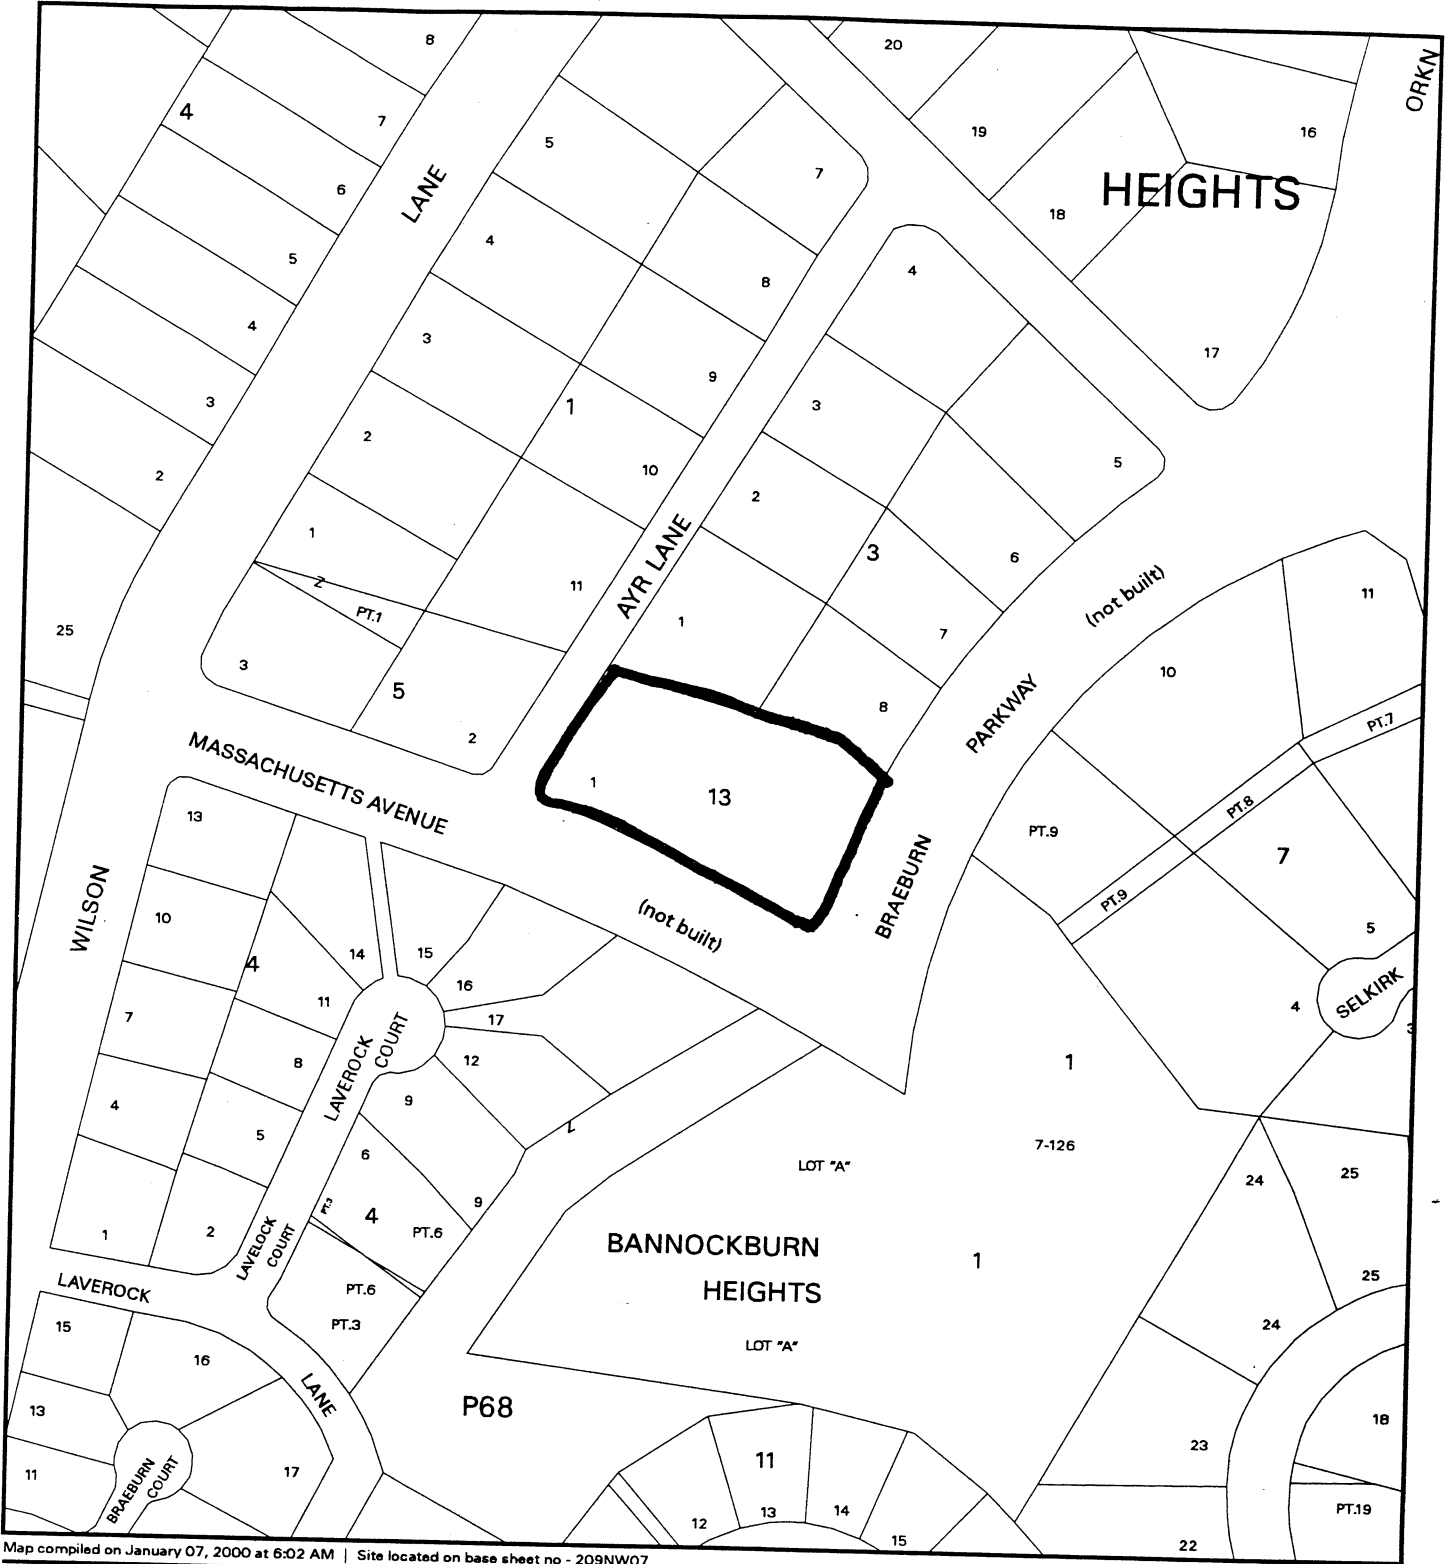 8
20
ORKN
4
7
19
16
5
7
6
HEIGHTS
LANE
18
4
5
4
8
4
3
17
9
3
1
3
2
10
5
2
2
3
6
1
AYR LANE
(not built)
Z
11
11
PT.1
1
7
25
3
10
5
8
PARKWAY
2
PT.7
MASSACHUSETTS AVENUE
1
13
PT.8
13
PT.9
7
BRAEBURN
WILSON
PT.9
10
(not built)
5
4
14
15
16
SELKIRK
11
4
7
17
3
LAVEROCK
COURT
12
8
1
9
4
1
5
7-126
6
LOT "A"
25
24
PT.3
9
4
PT.6
1
2
LAVELOCK
COURT
BANNOCKBURN
HEIGHTS
1
25
LAVEROCK
PT.6
PT.3
24
15
LOT "A"
16
LANE
P68
13
18
23
11
11
17
BRAEBURN
COURT
13
14
12
15
PT.19
22
Map compiled on January 07, 2000 at 6:02 AM | Site located on base sheet no - 209NW07